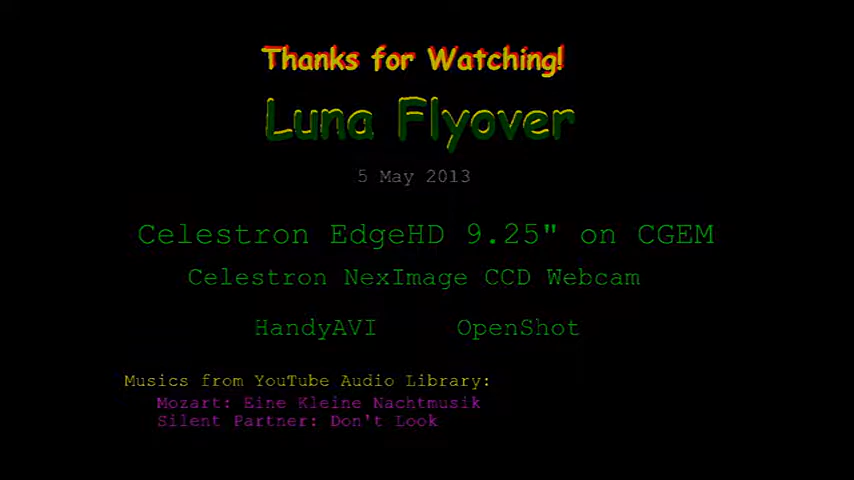 Thanks for Watching!
Luna Flyover
5 May 2013
Celestron EdgeHD 9.25" on CGEM
Celestron NexImage CCD Webcam
HandyAVI OpenShot
Musics from YouTube Audio Library:
Mozart: Eine Kleine Nachtmusik
Silent Partner: Don't Look